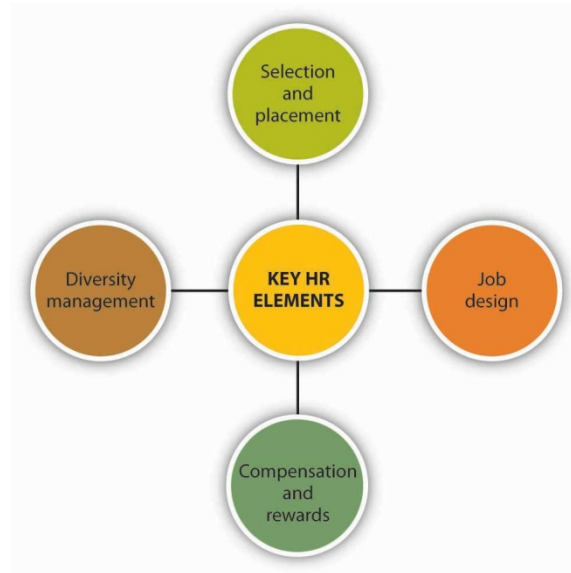 Selection
and
placement
Diversity
management
KEY HR
ELEMENTS
Job
design
Compensation
and
rewards